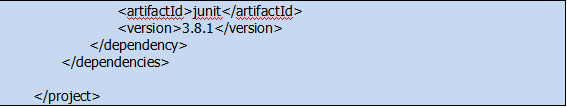 <artifactId>junit</artifactId>
<version>3.8.1</version>
</dependency>
</dependencies>
</project>